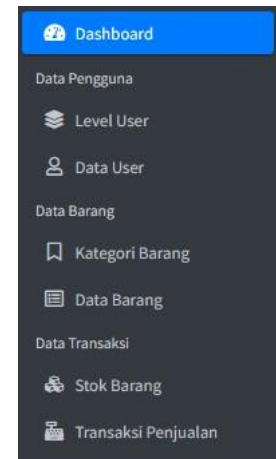 Dashboard
Data Pengguna
Level User
Data User
Data Barang
Kategori Barang
Data Barang
Data Transaksi
Stok Barang
Transaksi Penjualan